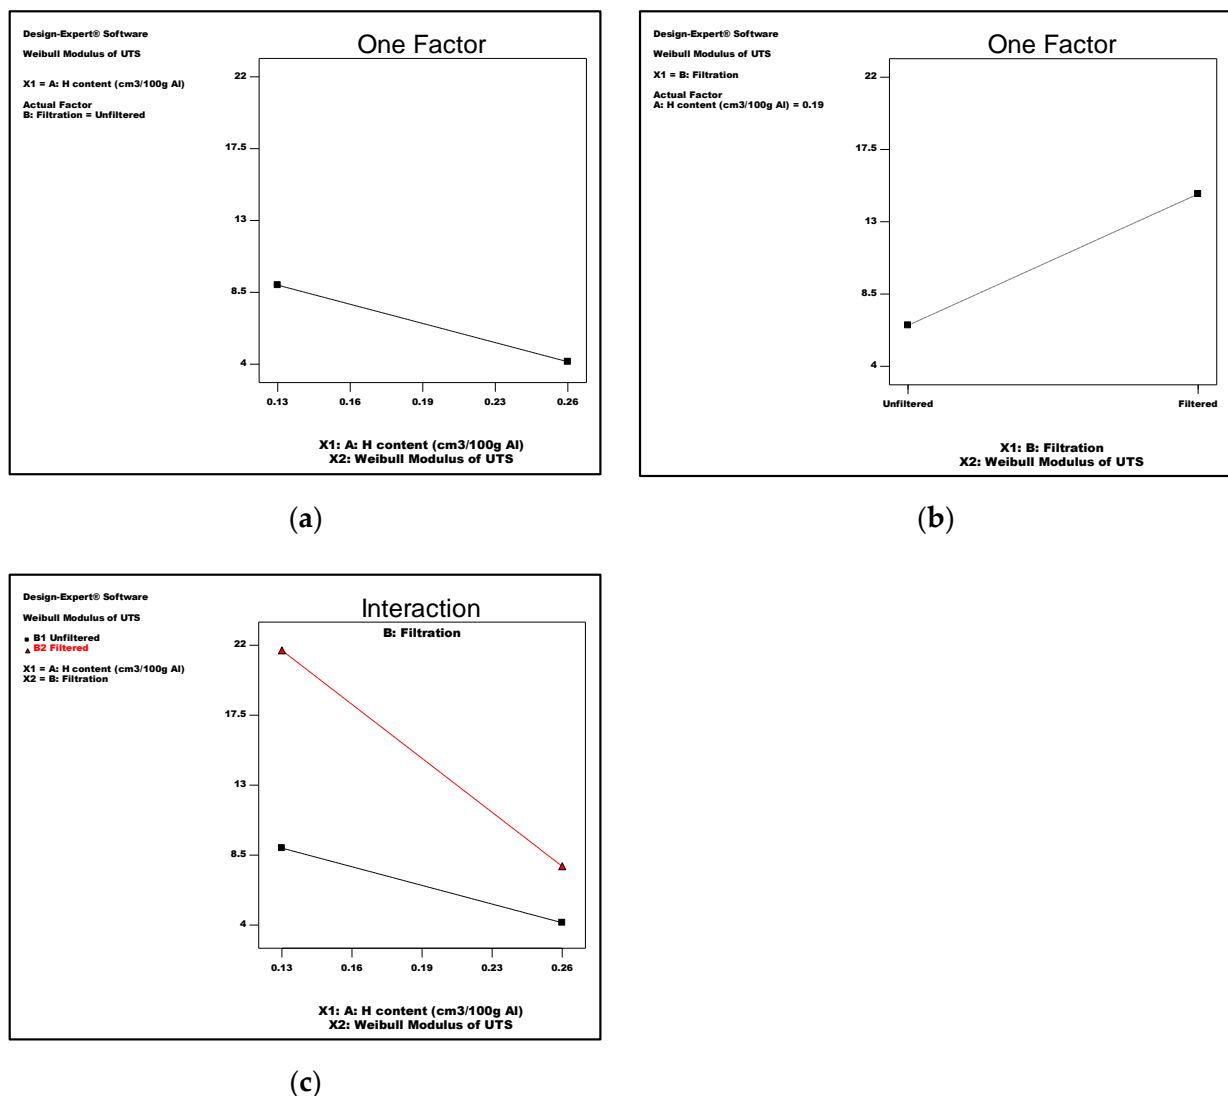 Design-Expert® Software
Weibull Modulus of UTS
X1 = A: H content (cm3/100g Al)
Actual Factor
B: Filtration = Unfiltered
One Factor
22
17.5
13
8.5
4
0.13
0.16
0.19
0.23
0.26
X1: A: H content (cm3/100g Al)
X2: Weibull Modulus of UTS
(a)
Design-Expert® Software
Weibull Modulus of UTS
X1 = B: Filtration
Actual Factor
A: H content (cm3/100g Al) = 0.19
One Factor
22
17.5
13
8.5
4
Unfiltered
Filtered
X1: B: Filtration
X2: Weibull Modulus of UTS
(b)
Design-Expert® Software
Weibull Modulus of UTS
B1 Unfiltered
B2 Filtered
X1 = A: H content (cm3/100g Al)
X2 = B: Filtration
Interaction
B: Filtration
22
17.5
13
8.5
4
0.13
0.16
0.19
0.23
0.26
X1: A: H content (cm3/100g Al)
X2: Weibull Modulus of UTS
(c)